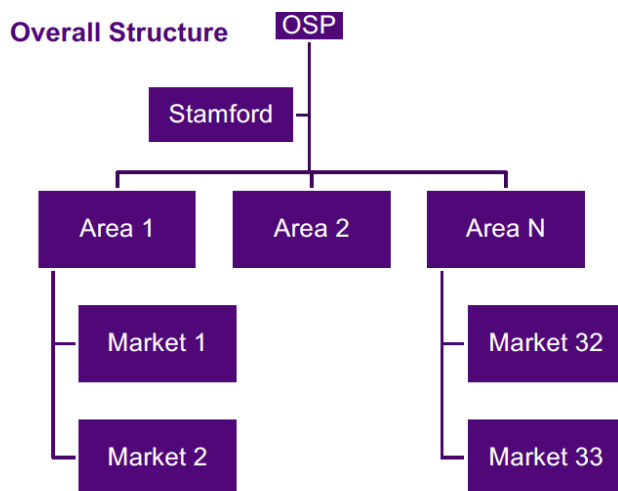 Overall Structure
OSP
Stamford
Area 1
Area 2
Area N
Market 1
Market 32
Market 2
Market 33